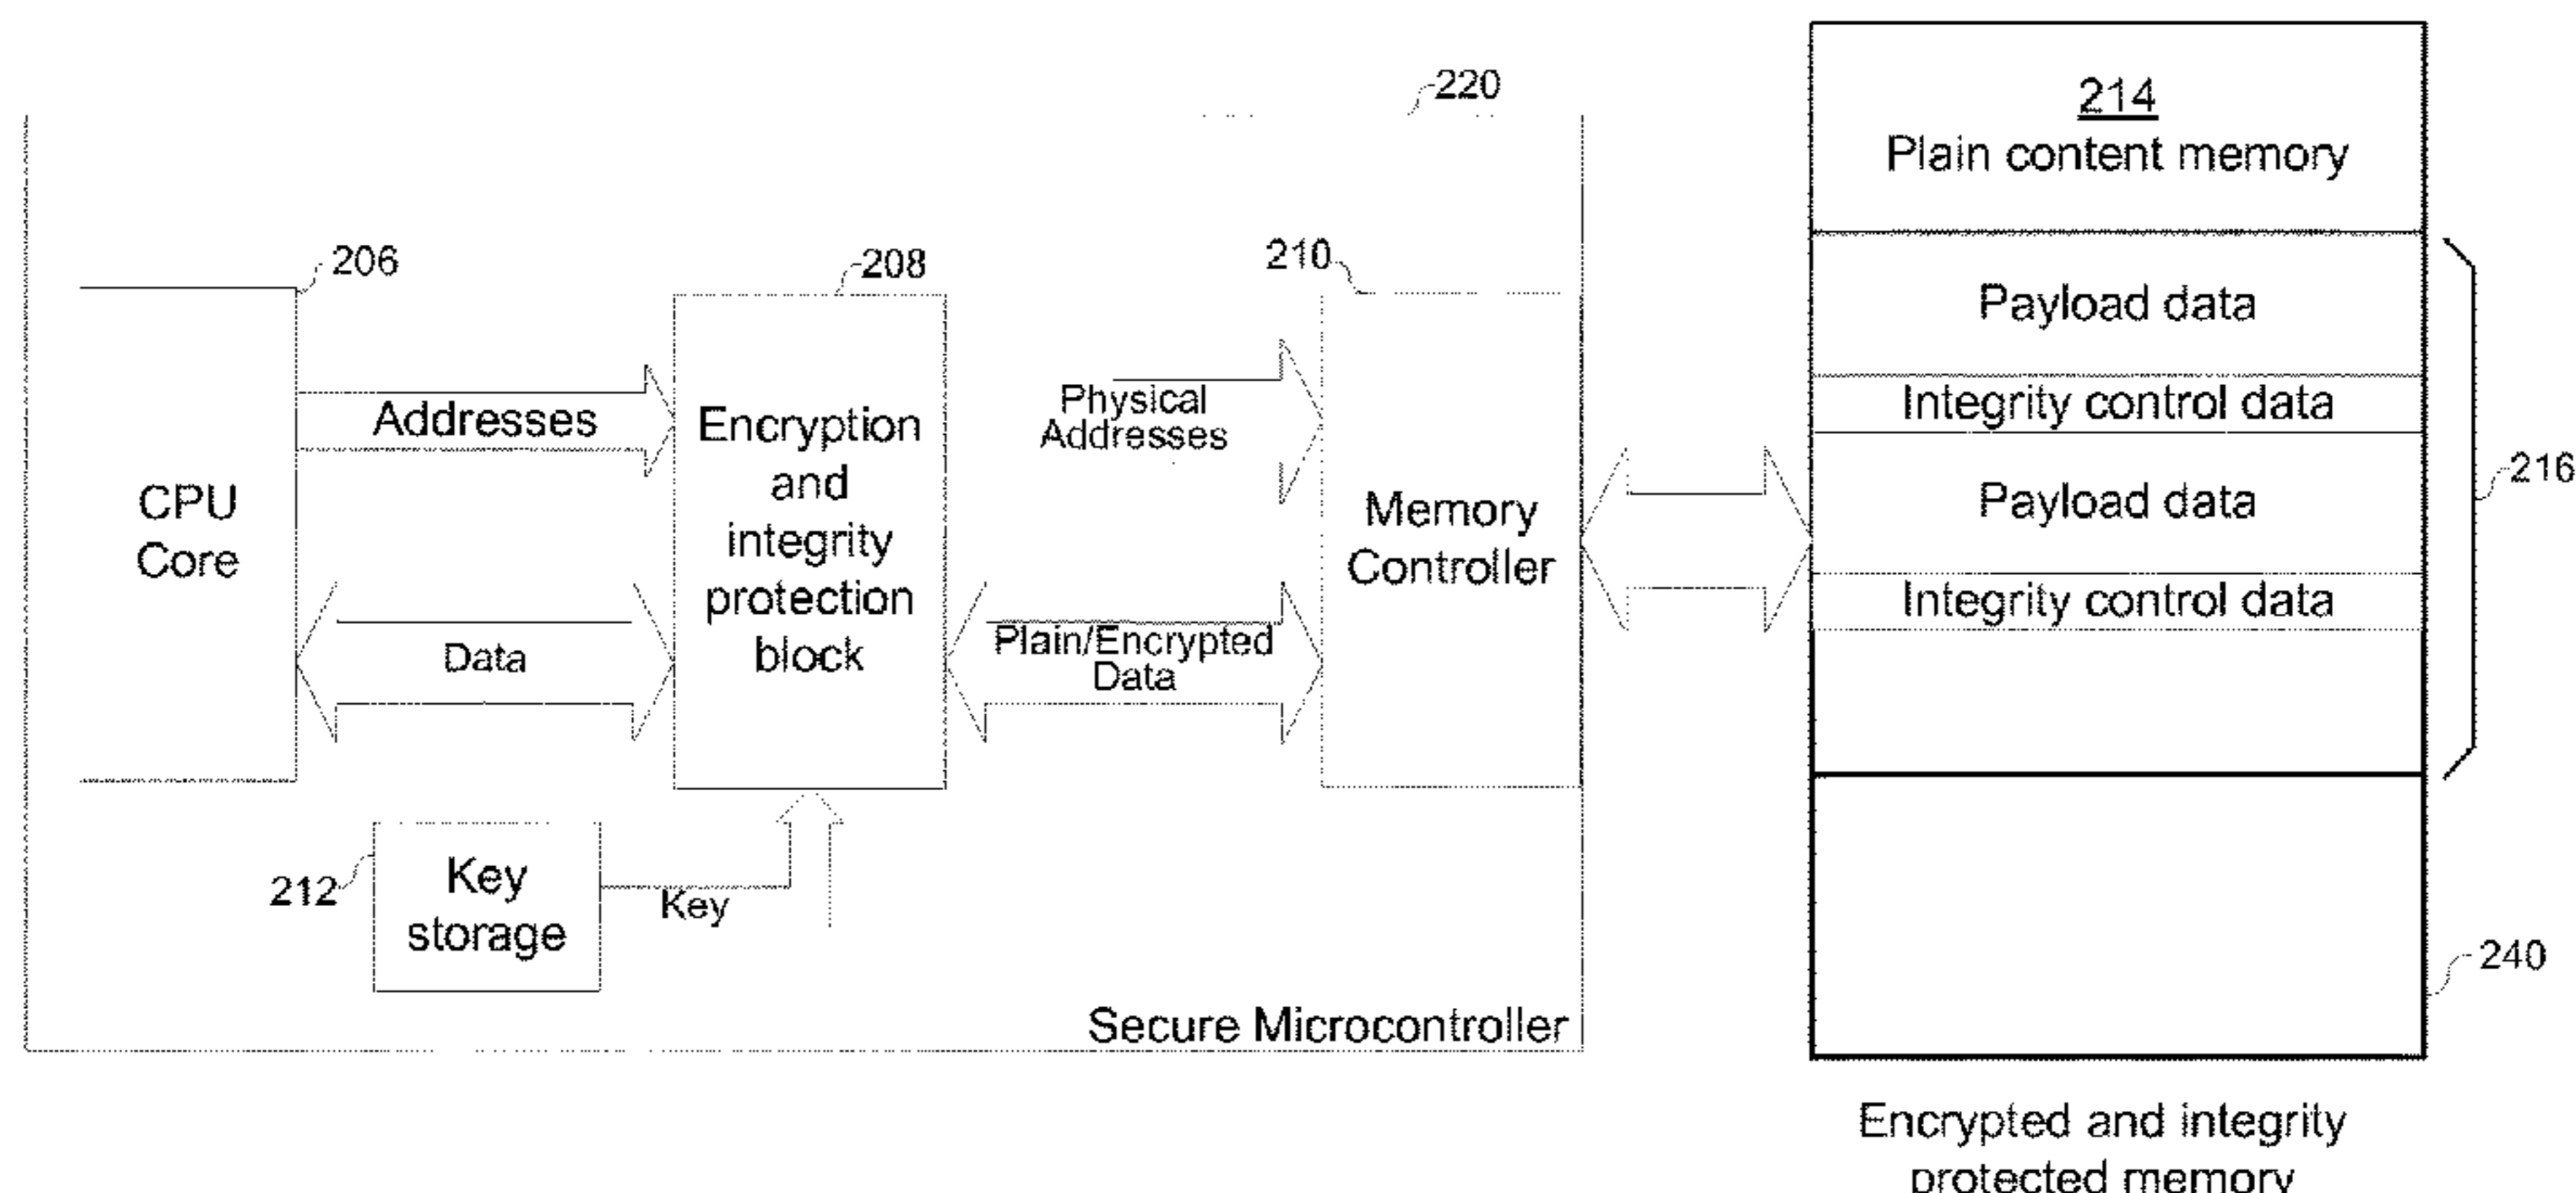 220
214
Plain content memory
206
208
210
Payload data
Addresses
Physical
Addresses
Integrity control data
CPU
Core
Encryption
and
integrity
protection
block
Memory
Controller
Payload data
216
Integrity control data
Data
Plain/Encrypted
Data
212
Key
storage
Key
240
Secure Microcontroller
Encrypted and integrity
protected memory